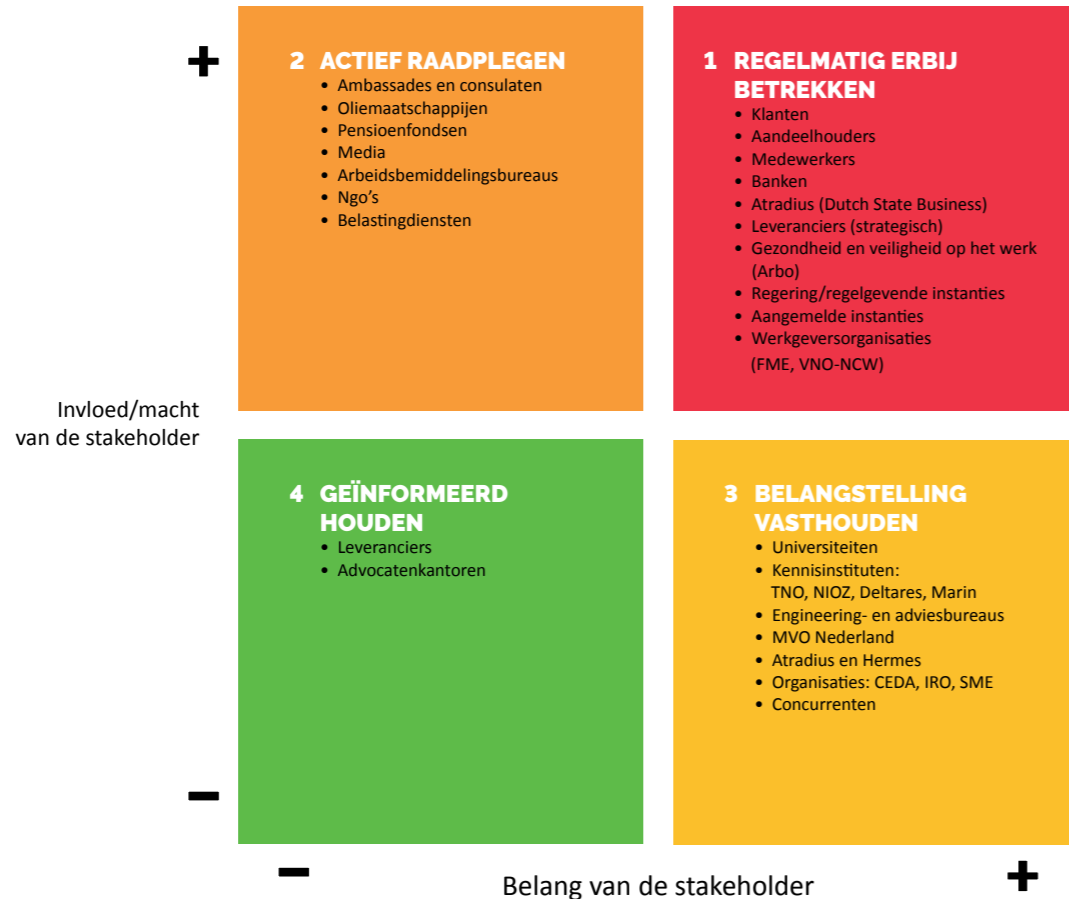 +
2 ACTIEF RAADPLEGEN
• Ambassades en consulaten
• Oliemaatschappijen
• Pensioenfondsen
• Media
• Arbeidsbemiddelingsbureaus
• Ngo’s
• Belastingdiensten
1 REGELMATIG ERBIJ
BETREKKEN
• Klanten
• Aandeelhouders
• Medewerkers
• Banken
• Atradius (Dutch State Business)
• Leveranciers (strategisch)
• Gezondheid en veiligheid op het werk
(Arbo)
• Regering/regelgevende instanties
• Aangemelde instanties
• Werkgeversorganisaties
(FME, VNO-NCW)
Invloed/macht
van de stakeholder
4 GEÏNFORMEERD
HOUDEN
• Leveranciers
• Advocatenkantoren
3 BELANGSTELLING
VASTHOUDEN
• Universiteiten
• Kennisinstituten:
TNO, NIOZ, Deltares, Marin
• Engineering- en adviesbureaus
• MVO Nederland
• Atradius en Hermes
• Organisaties: CEDA, IRO, SME
• Concurrenten
–
– Belang van de stakeholder +